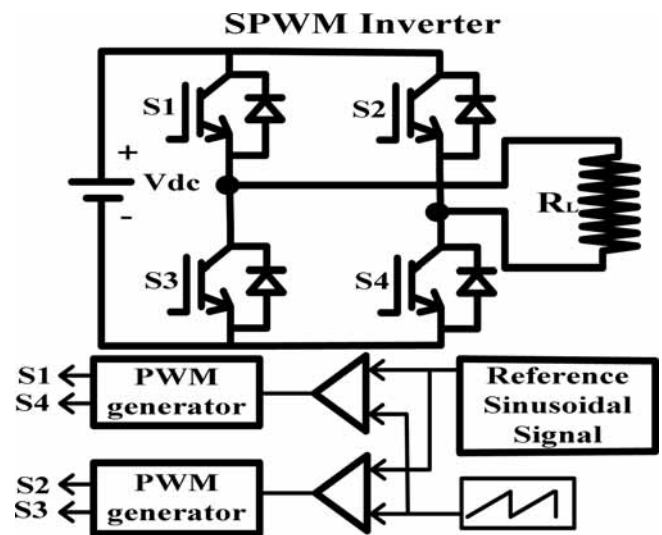 SPWM Inverter
S1
S2
+
Vdc
-
RL
S3
S4
S1
S4
PWM
generator
Reference
Sinusoidal
Signal
S2
S3
PWM
generator